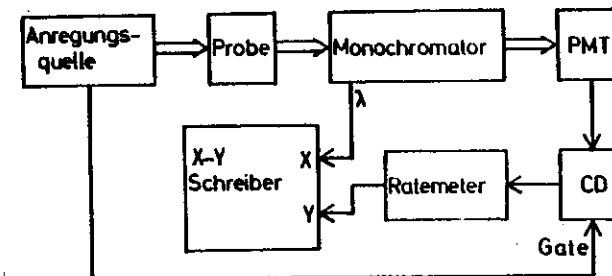 Anregungs-
quelle
Probe
Monochromator
PMT
λ
X-Y
Schreiber
X
Y
Ratemeter
CD
Gate